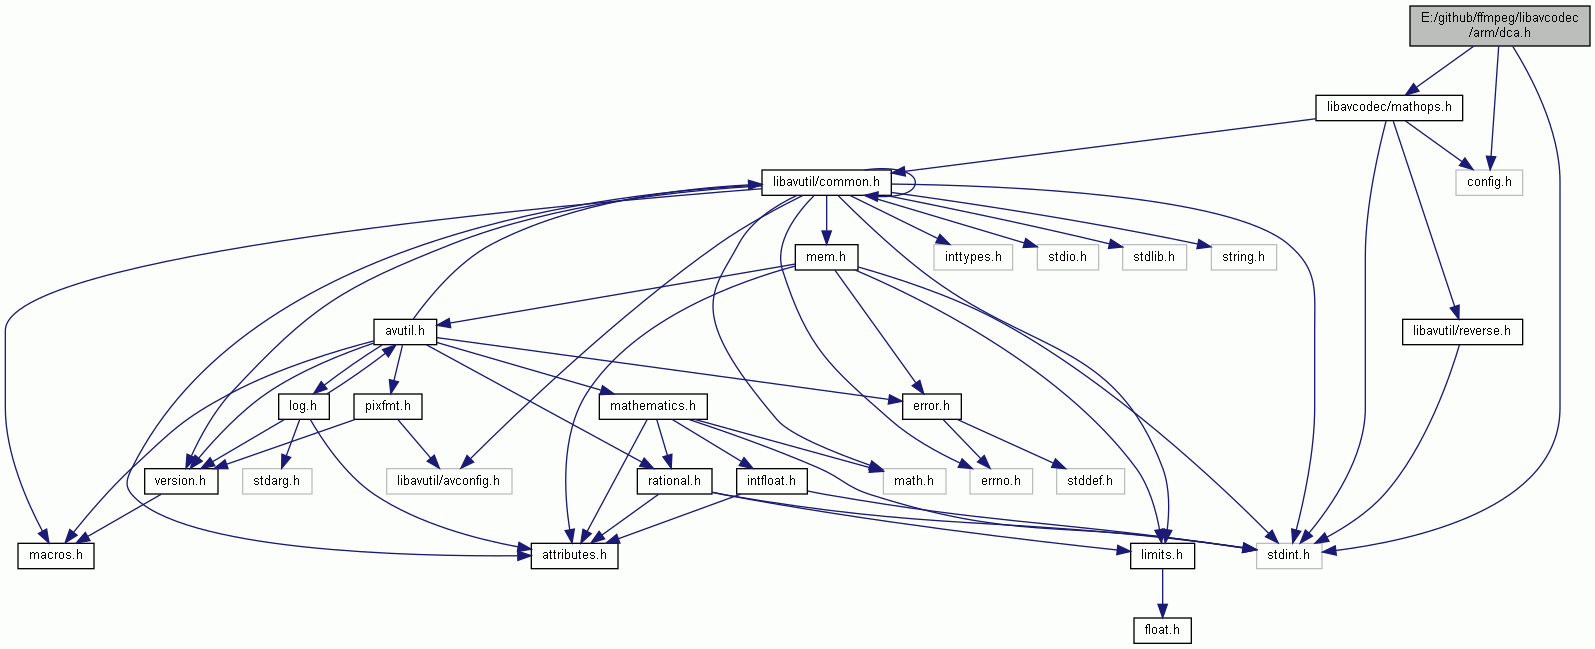 E:/github/ffmpeg/libavcodec
/arm/dca.h
libavcodec/mathops.h
libavutil/common.h
config.h
mem.h
inttypes.h
stdio.h
stdlib.h
string.h
avutil.h
libavutil/reverse.h
log.h
pixfmt.h
mathematics.h
error.h
version.h
stdarg.h
libavutil/avconfig.h
rational.h
intfloat.h
math.h
errno.h
stddef.h
macros.h
attributes.h
limits.h
stdint.h
float.h